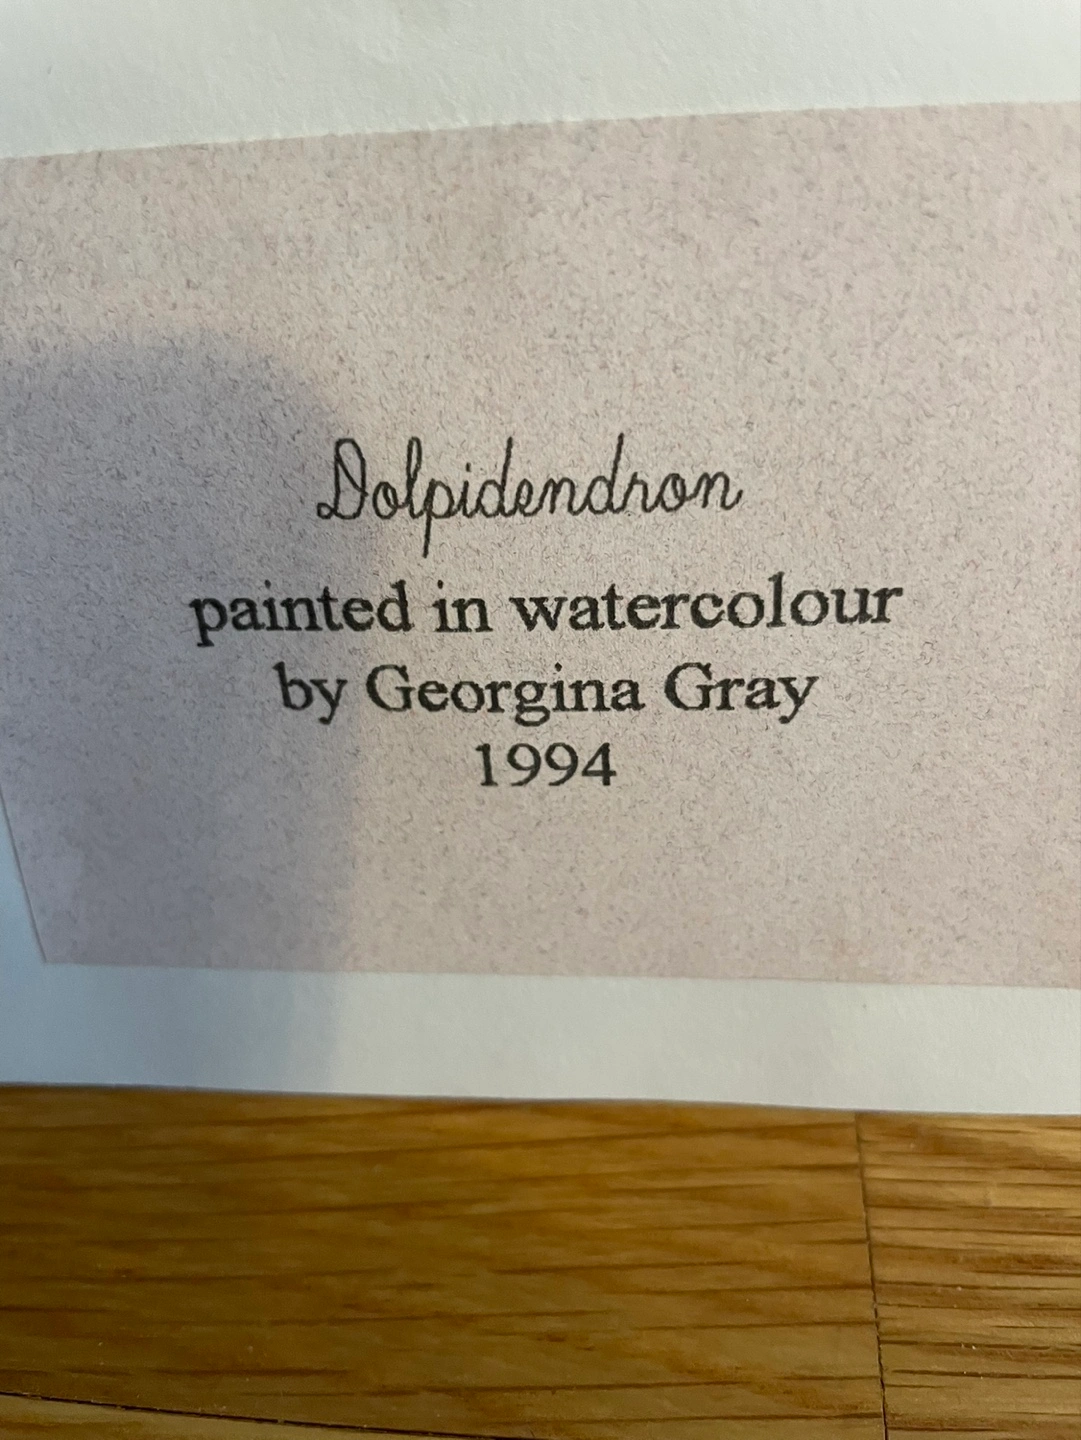 Dolpidendron
painted in watercolour
by Georgina Gray
1994